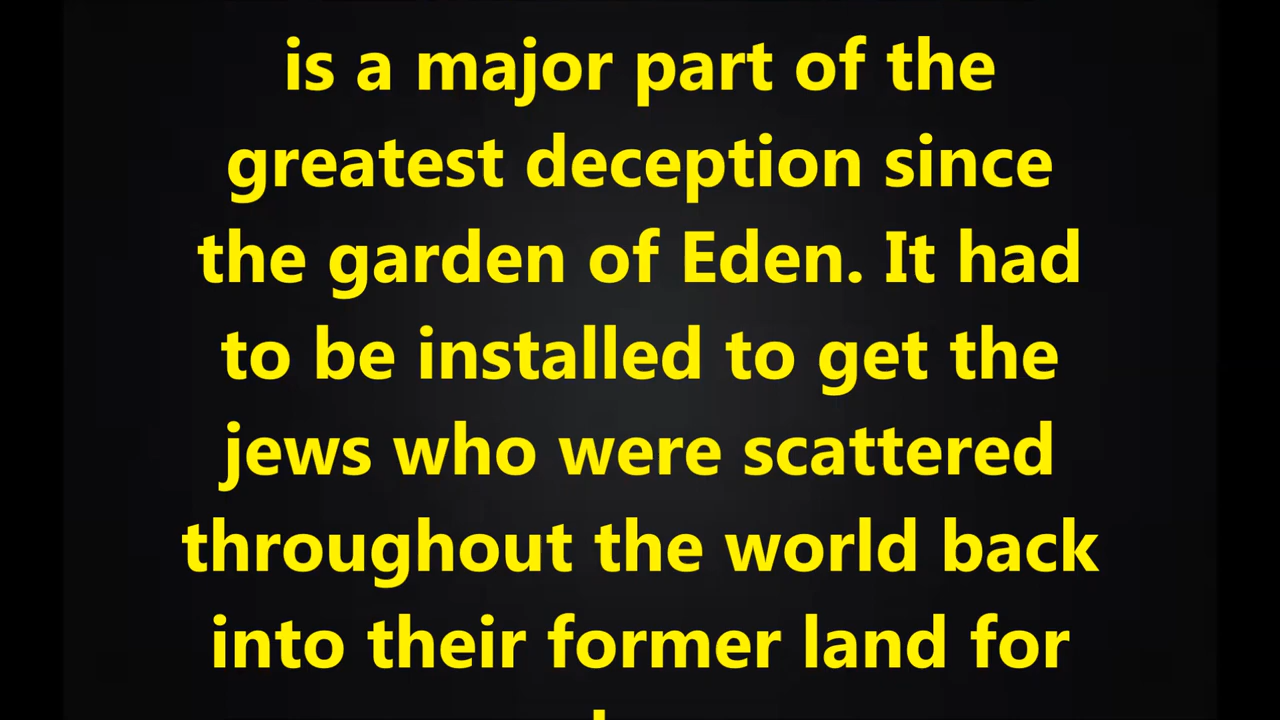 is a major part of the
greatest deception since
the garden of Eden. It had
to be installed to get the
jews who were scattered
throughout the world back
into their former land for